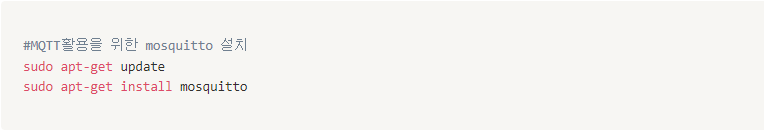 #MQTT활용을 위한 mosquitto 설치
sudo apt-get update
sudo apt-get install mosquitto